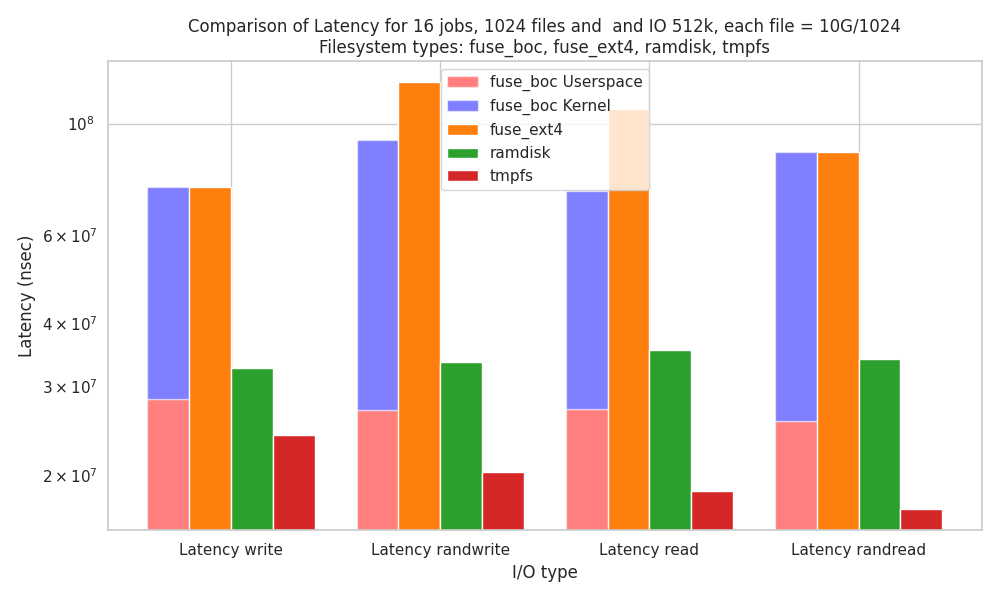 Comparison of Latency for 16 jobs, 1024 files and  and IO 512k, each file = 10G/1024
Filesystem types: fuse_boc, fuse_ext4, ramdisk, tmpfs
fuse_boc Userspace
fuse_boc Kernel
fuse_ext4
ramdisk
tmpfs
Latency (nsec)
10⁸
6 × 10⁷
4 × 10⁷
3 × 10⁷
2 × 10⁷
Latency write
Latency randwrite
Latency read
Latency randread
I/O type